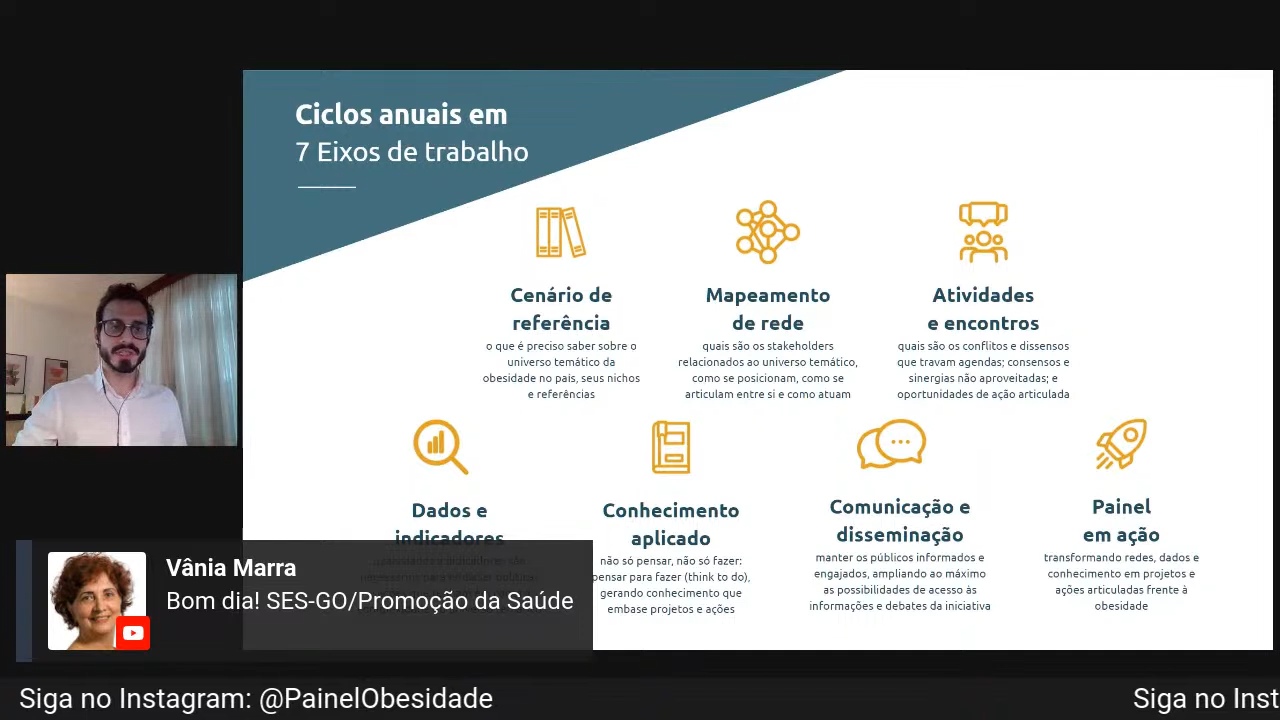 Ciclos anuais em
7 Eixos de trabalho
Cenário de
referência
o que é preciso saber sobre o
universo temático da
obesidade no pais, seus nichos
e referências
Mapeamento
de rede
quais são os stakeholders
relacionados ao universo temático,
como se posicionam, como se
articulam entre si e como atuam
Atividades
e encontros
quais são os conflitos e dissensos
que travam agendas; consensos e
sinergias não aproveitadas; e
oportunidades de ação articulada
Dados e
indicadores
Conhecimento
aplicado
não só pensar, não só fazer:
pensar para fazer (think to do),
gerando conhecimento que
embase projetos e ações
Comunicação e
disseminação
manter os públicos informados e
engajados, ampliando ao máximo
as possibilidades de acesso às
informações e debates da iniciativa
Painel
em ação
transformando redes, dados e
conhecimento em projetos e
ações articuladas frente à
obesidade
Vânia Marra
Bom dia! SES-GO/Promoção da Saúde
Siga no Instagram: @PainelObesidade
Siga no Inst